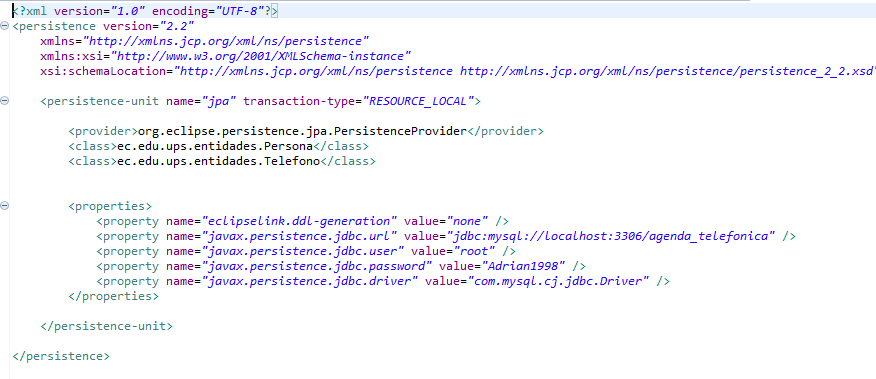 <?xml version="1.0" encoding="UTF-8"?>
<persistence version="2.2"
xmlns="http://xmlns.jcp.org/xml/ns/persistence"
xmlns:xsi="http://www.w3.org/2001/XMLSchema-instance"
xsi:schemaLocation="http://xmlns.jcp.org/xml/ns/persistence http://xmlns.jcp.org/xml/ns/persistence/persistence_2_2.xsd"
<persistence-unit name="jpa" transaction-type="RESOURCE_LOCAL">
<provider>org.eclipse.persistence.jpa.PersistenceProvider</provider>
<class>ec.edu.ups.entidades.Persona</class>
<class>ec.edu.ups.entidades.Telefono</class>
<properties>
<property name="eclipselink.ddl-generation" value="none" />
<property name="javax.persistence.jdbc.url" value="jdbc:mysql://localhost:3306/agenda_telefonica" />
<property name="javax.persistence.jdbc.user" value="root" />
<property name="javax.persistence.jdbc.password" value="Adrian1998" />
<property name="javax.persistence.jdbc.driver" value="com.mysql.cj.jdbc.Driver" />
</properties>
</persistence-unit>
</persistence>